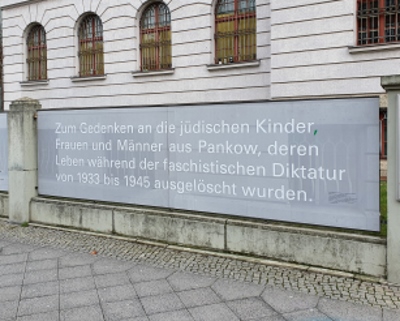 Zum Gedenken an die jüdischen Kinder,
Frauen und Männer aus Pankow, deren
Leben während der faschistischen Diktatur
von 1933 bis 1945 ausgelöscht wurden.